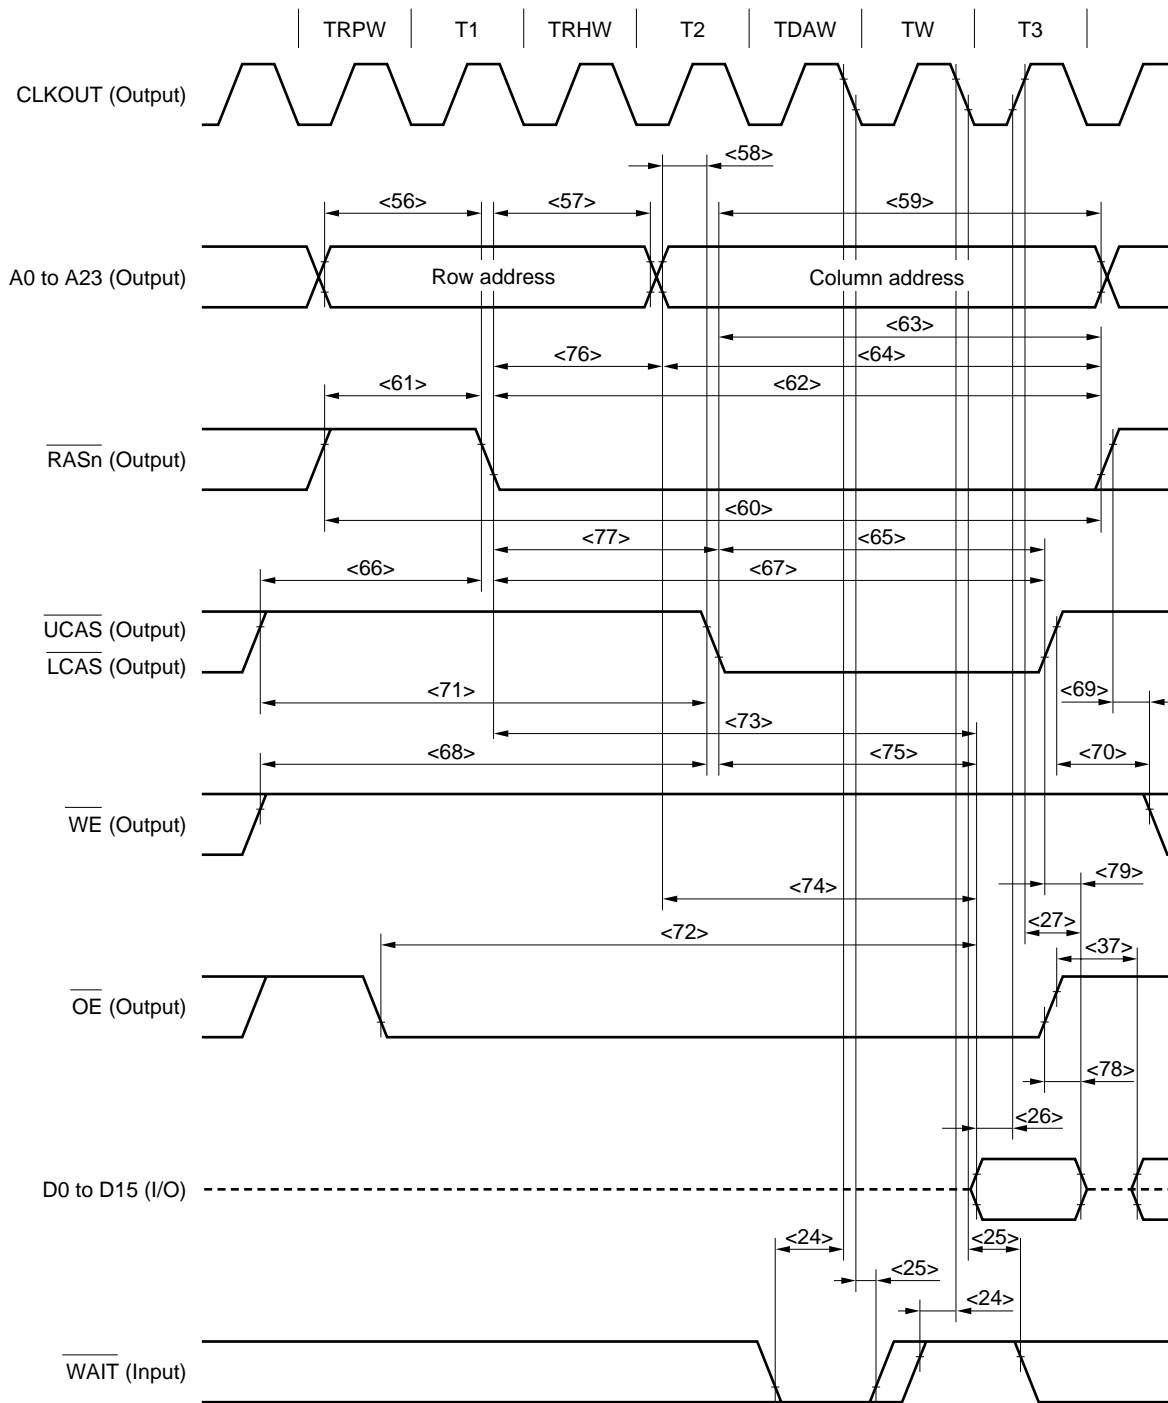 TRPW T1 TRHW T2 TDAW TW T3
CLKOUT (Output)
<58>
<56> <57> <59>
A0 to A23 (Output) Row address Column address
<63>
<76> <64>
<61> <62>
RASn (Output)
<60>
<77> <65>
<66> <67>
UCAS (Output)
LCAS (Output)
<71> <69>
<73>
<68> <75> <70>
WE (Output)
<79>
<74>
<27>
<72>
<37>
OE (Output)
<78>
<26>
D0 to D15 (I/O)
<24> <25>
<25>
<24>
WAIT (Input)